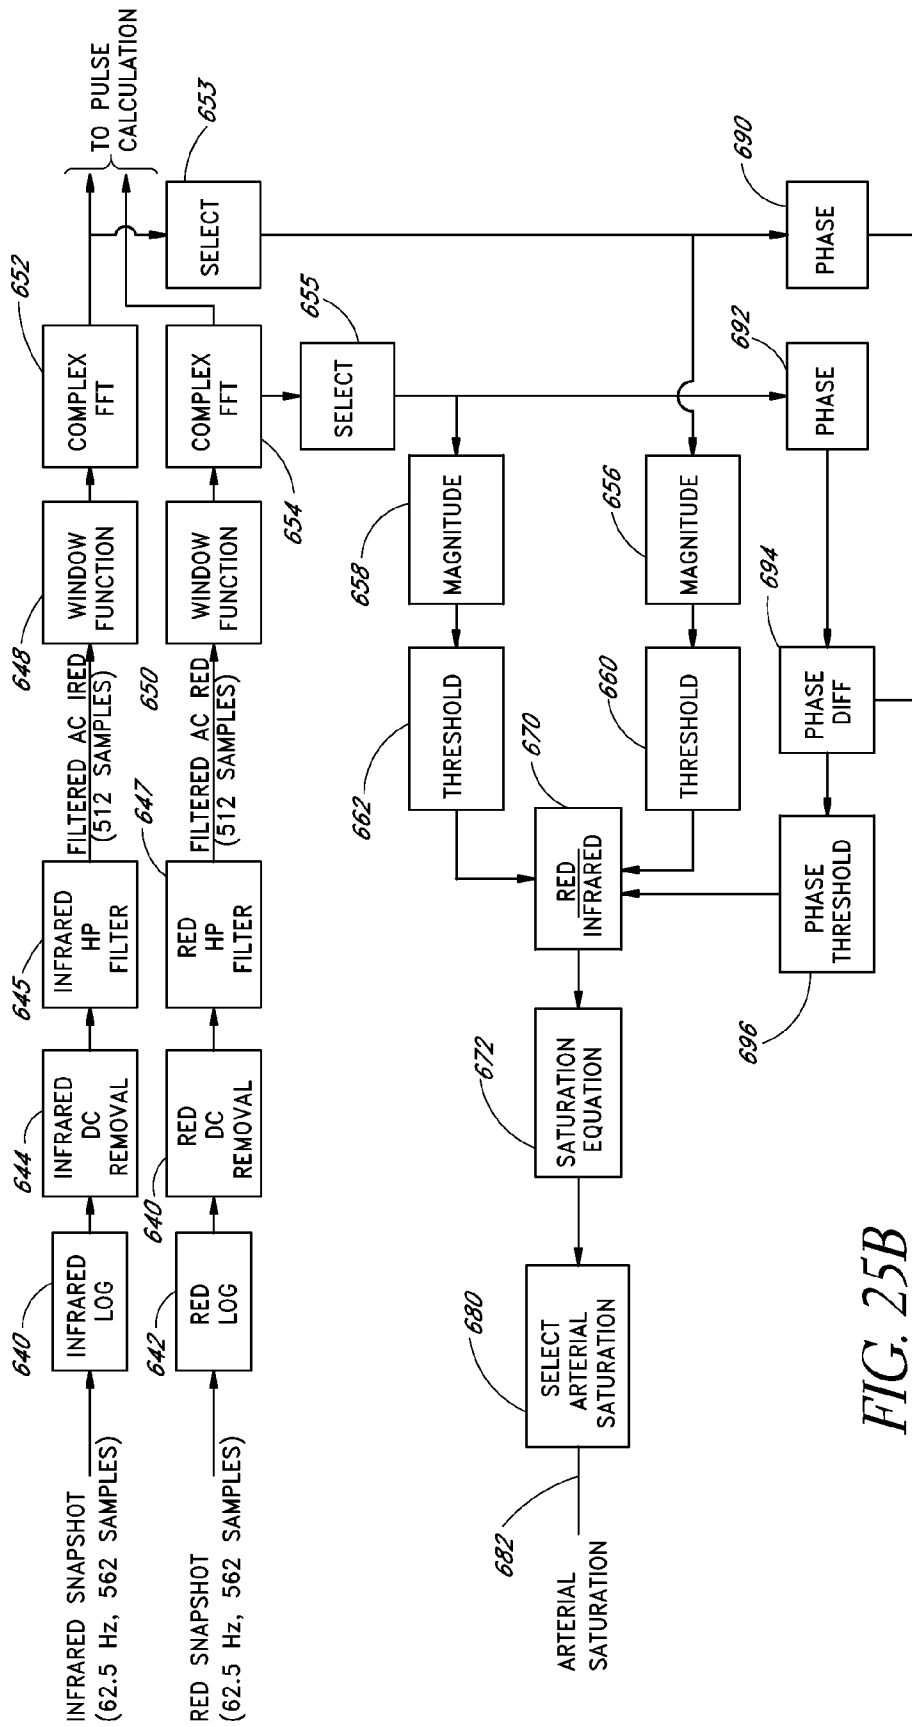 INFRARED SNAPSHOT
(62.5 Hz, 562 SAMPLES)
640
INFRARED
LOG
644
INFRARED
DC
REMOVAL
645
INFRARED
HP
FILTER
FILTERED AC IRED
(512 SAMPLES)
648
WINDOW
FUNCTION
652
COMPLEX
FFT
TO PULSE
CALCULATION
RED SNAPSHOT
(62.5 Hz, 562 SAMPLES)
642
RED
LOG
640
RED
DC
REMOVAL
647
RED
HP
FILTER
FILTERED AC RED
(512 SAMPLES)
650
WINDOW
FUNCTION
654
COMPLEX
FFT
653
SELECT
655
SELECT
658
MAGNITUDE
662
THRESHOLD
656
MAGNITUDE
660
THRESHOLD
670
RED
INFRARED
672
SATURATION
EQUATION
680
SELECT
ARTERIAL
SATURATION
682
ARTERIAL
SATURATION
690
PHASE
692
PHASE
694
PHASE
DIFF
696
PHASE
THRESHOLD
FIG. 25B